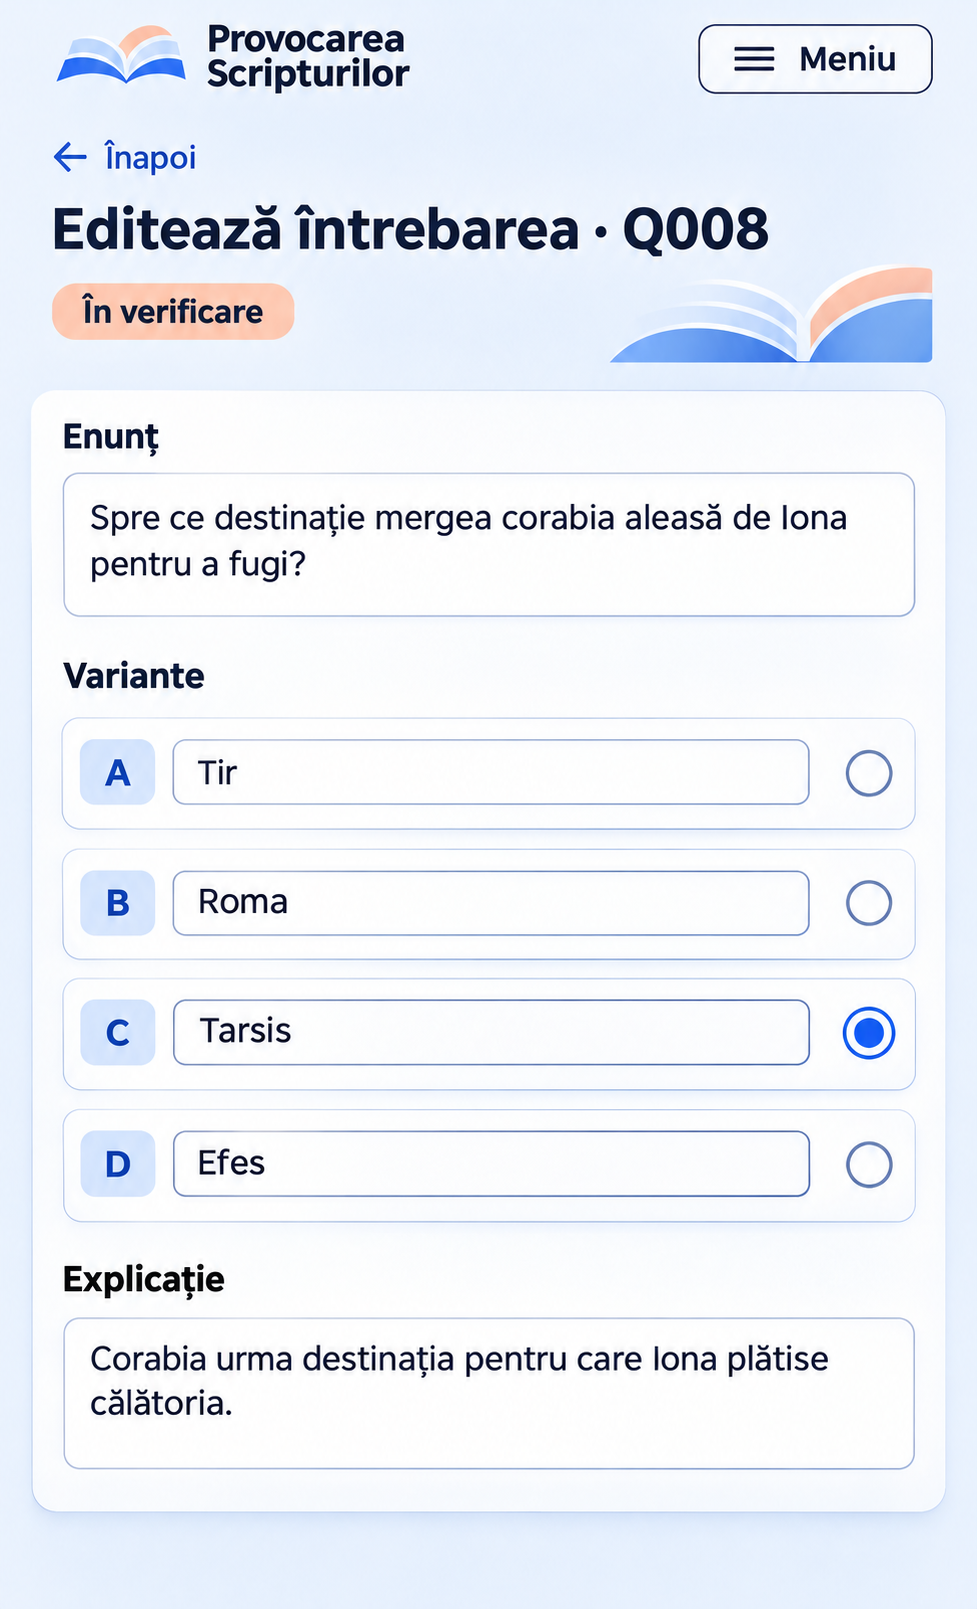 Provocarea
Scripturilor
Meniu
← Înapoi
Editează întrebarea · Q008
În verificare
Enunț
Spre ce destinație mergea corabia aleasă de Iona
pentru a fugi?
Variante
A Tir
B Roma
C Tarsis
D Efes
Explicație
Corabia urma destinația pentru care Iona plătise
călătoria.